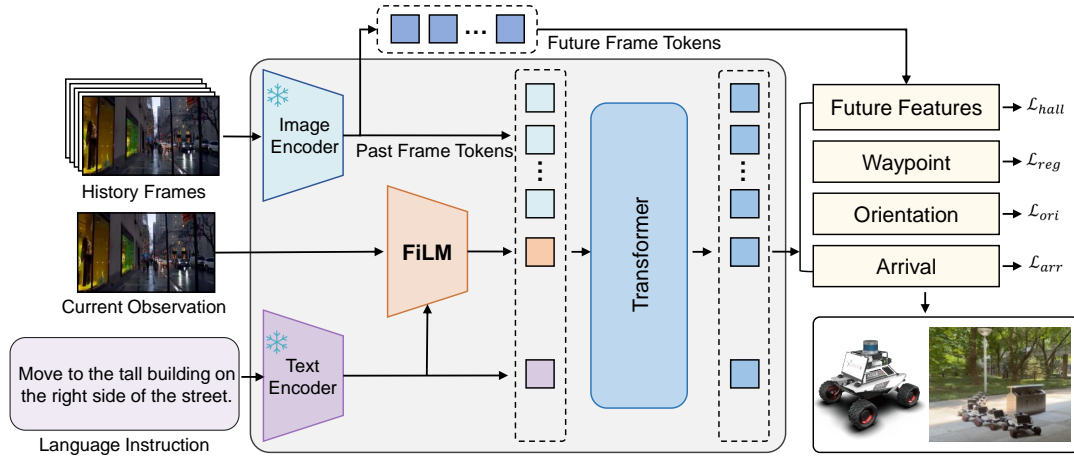 Future Frame Tokens
Image
Encoder
Past Frame Tokens
History Frames
FiLM
Current Observation
Text
Encoder
Move to the tall building on
the right side of the street.
Language Instruction
Transformer
Future Features
ℒhall
Waypoint
ℒreg
Orientation
ℒori
Arrival
ℒarr